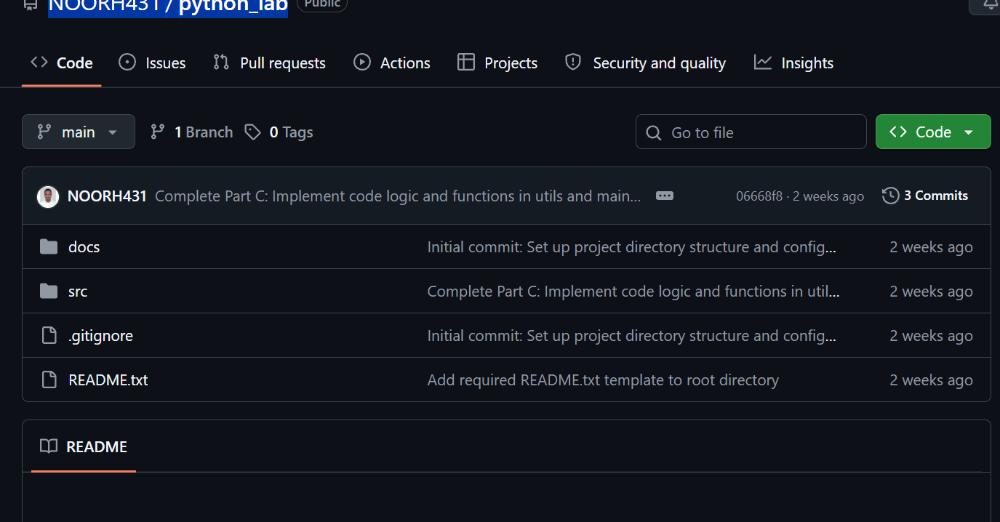 NOORH431 / python_lab Public
Code Issues Pull requests Actions Projects Security and quality Insights
main 1 Branch 0 Tags Go to file Code
NOORH431 Complete Part C: Implement code logic and functions in utils and main... 06668f8 · 2 weeks ago 3 Commits
docs Initial commit: Set up project directory structure and config... 2 weeks ago
src Complete Part C: Implement code logic and functions in util... 2 weeks ago
.gitignore Initial commit: Set up project directory structure and config... 2 weeks ago
README.txt Add required README.txt template to root directory 2 weeks ago
README